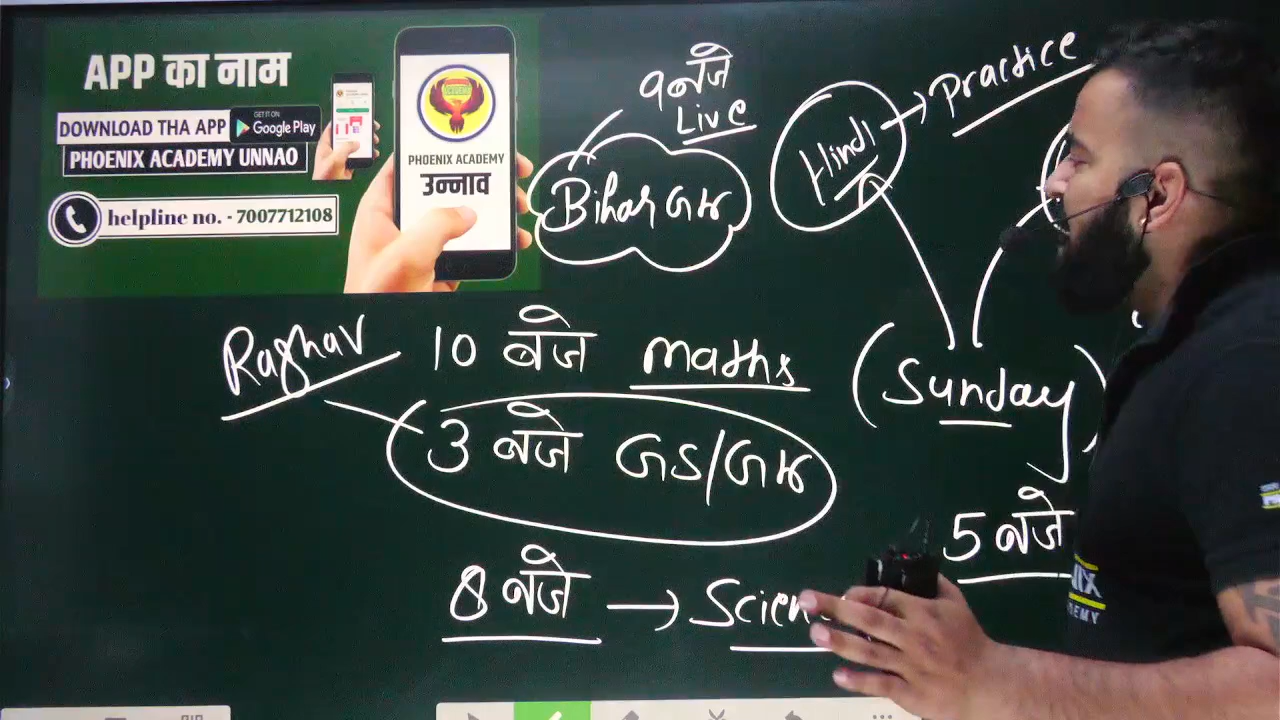 APP का नाम
DOWNLOAD THA APP
GET IT ON
Google Play
PHOENIX ACADEMY UNNAO
helpline no. - 7007712108
PHOENIX ACADEMY
उन्नाव
9 बजे
Live
Bihar GK
Hindi → Practice
Raghav
10 बजे maths
(Sunday)
3 बजे GS/GK
5 बजे
8 बजे → Scien